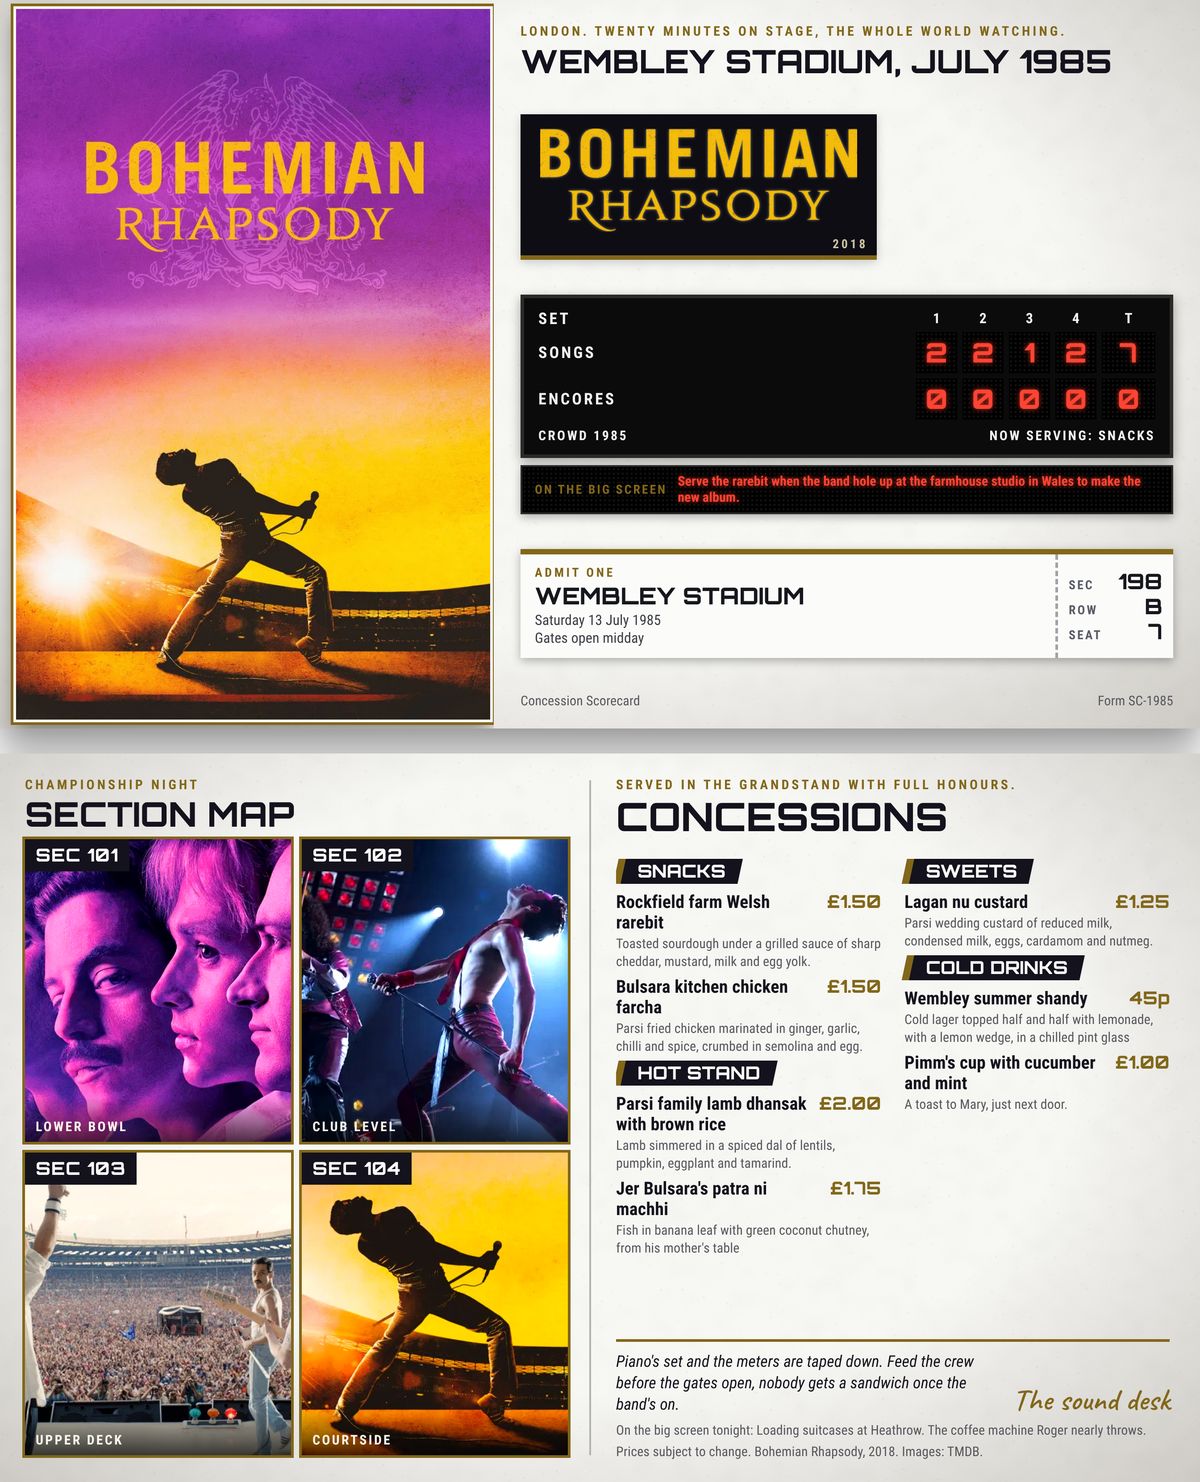 BOHEMIAN
RHAPSODY
LONDON. TWENTY MINUTES ON STAGE, THE WHOLE WORLD WATCHING.
WEMBLEY STADIUM, JULY 1985
BOHEMIAN
RHAPSODY
2018
SET 1 2 3 4 T
SONGS 2 2 1 2 7
ENCORES 0 0 0 0 0
CROWD 1985 NOW SERVING: SNACKS
ON THE BIG SCREEN Serve the rarebit when the band hole up at the farmhouse studio in Wales to make the
new album.
ADMIT ONE
WEMBLEY STADIUM
Saturday 13 July 1985
Gates open midday
SEC 198
ROW B
SEAT 7
Concession Scorecard Form SC-1985
CHAMPIONSHIP NIGHT
SECTION MAP
SEC 101
LOWER BOWL
SEC 102
CLUB LEVEL
SEC 103
UPPER DECK
SEC 104
COURTSIDE
SERVED IN THE GRANDSTAND WITH FULL HONOURS.
CONCESSIONS
SNACKS
Rockfield farm Welsh £1.50
rarebit
Toasted sourdough under a grilled sauce of sharp
cheddar, mustard, milk and egg yolk.
Bulsara kitchen chicken £1.50
farcha
Parsi fried chicken marinated in ginger, garlic,
chilli and spice, crumbed in semolina and egg.
HOT STAND
Parsi family lamb dhansak £2.00
with brown rice
Lamb simmered in a spiced dal of lentils,
pumpkin, eggplant and tamarind.
Jer Bulsara's patra ni £1.75
machhi
Fish in banana leaf with green coconut chutney,
from his mother's table
SWEETS
Lagan nu custard £1.25
Parsi wedding custard of reduced milk,
condensed milk, eggs, cardamom and nutmeg.
COLD DRINKS
Wembley summer shandy 45p
Cold lager topped half and half with lemonade,
with a lemon wedge, in a chilled pint glass
Pimm's cup with cucumber £1.00
and mint
A toast to Mary, just next door.
Piano's set and the meters are taped down. Feed the crew
before the gates open, nobody gets a sandwich once the
band's on.
The sound desk
On the big screen tonight: Loading suitcases at Heathrow. The coffee machine Roger nearly throws.
Prices subject to change. Bohemian Rhapsody, 2018. Images: TMDB.